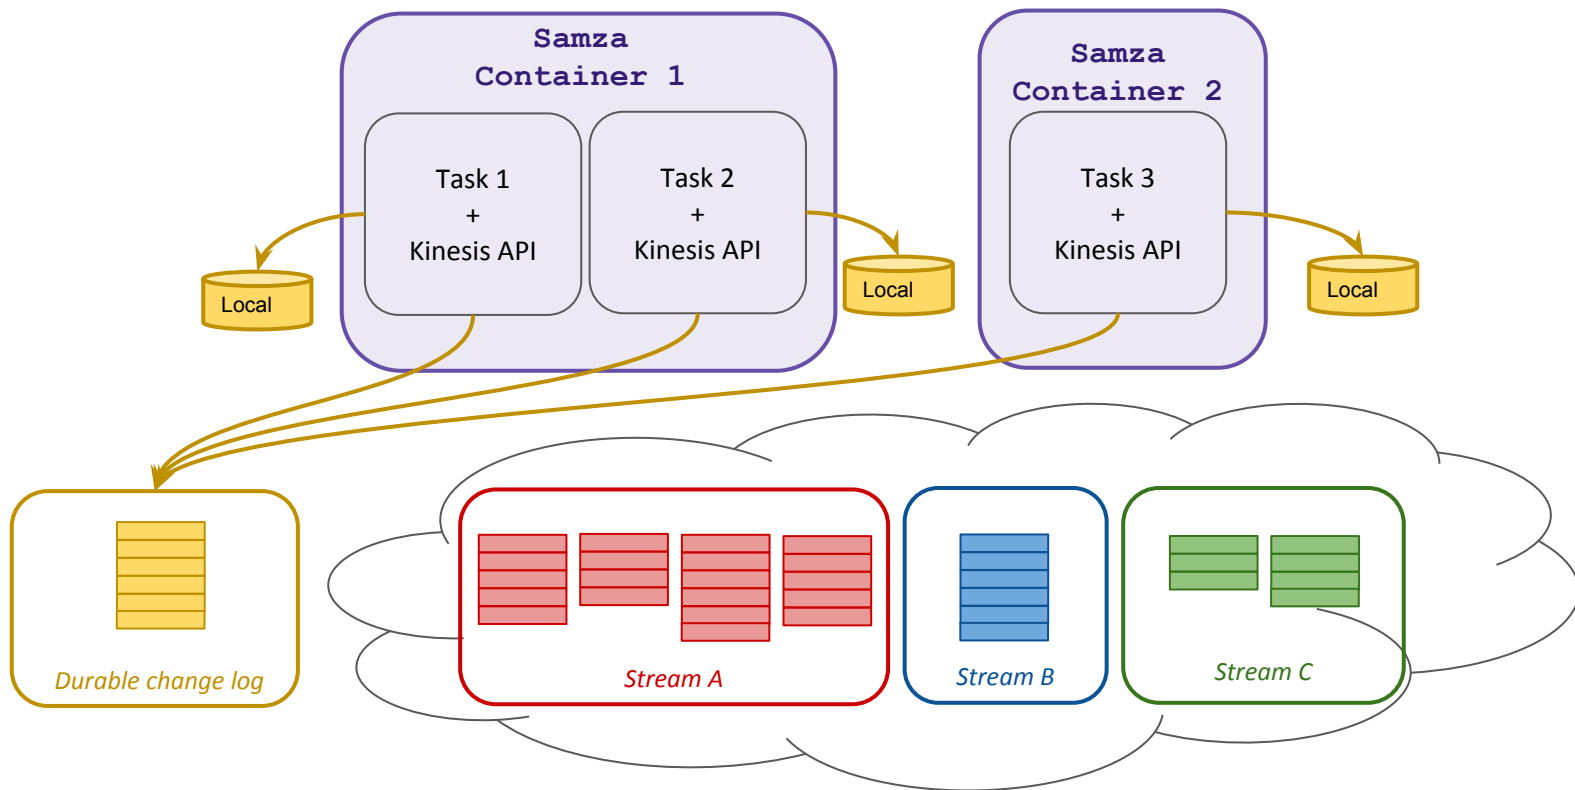 Samza
Container 1
Samza
Container 2
Task 1
+
Kinesis API
Task 2
+
Kinesis API
Task 3
+
Kinesis API
Local
Local
Local
Durable change log
Stream A
Stream B
Stream C